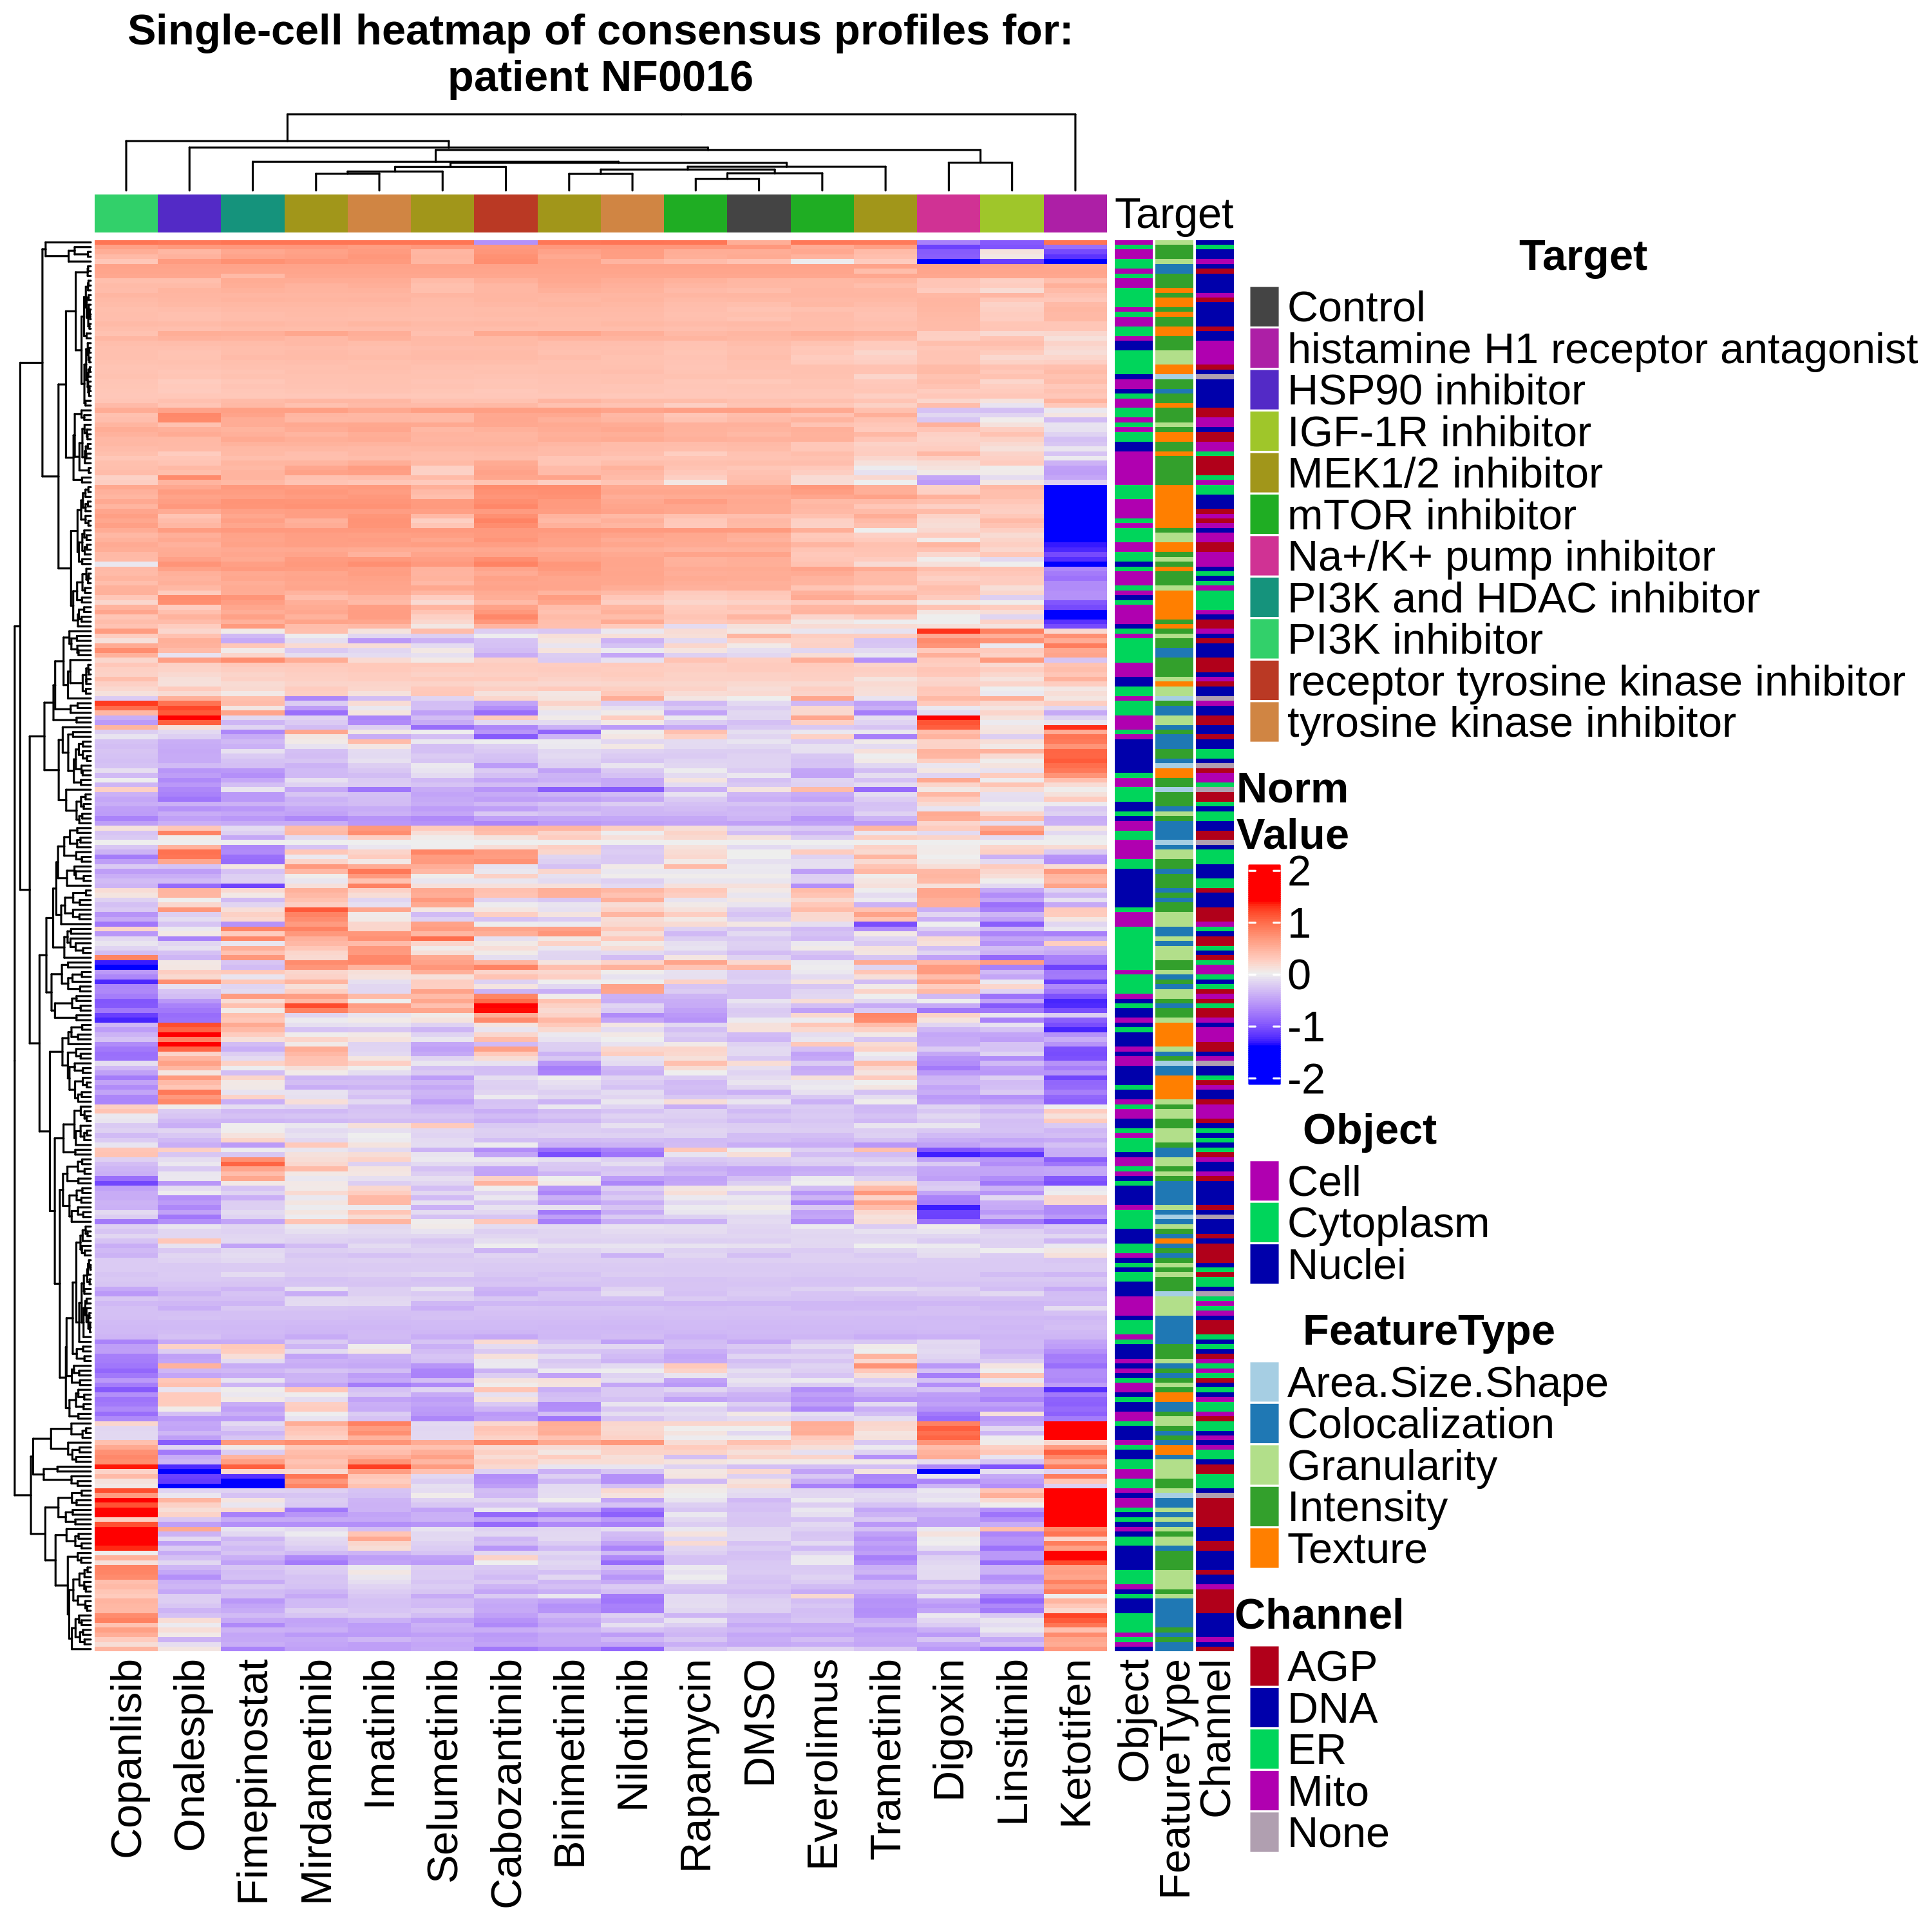 Single-cell heatmap of consensus profiles for:
patient NF0016
Target
Target
Control
histamine H1 receptor antagonist
HSP90 inhibitor
IGF-1R inhibitor
MEK1/2 inhibitor
mTOR inhibitor
Na+/K+ pump inhibitor
PI3K and HDAC inhibitor
PI3K inhibitor
receptor tyrosine kinase inhibitor
tyrosine kinase inhibitor
Norm
Value
2
1
0
-1
-2
Object
Cell
Cytoplasm
Nuclei
FeatureType
Area.Size.Shape
Colocalization
Granularity
Intensity
Texture
Channel
AGP
DNA
ER
Mito
None
Copanlisib
Onalespib
Fimepinostat
Mirdametinib
Imatinib
Selumetinib
Cabozantinib
Binimetinib
Nilotinib
Rapamycin
DMSO
Everolimus
Trametinib
Digoxin
Linsitinib
Ketotifen
Object
FeatureType
Channel